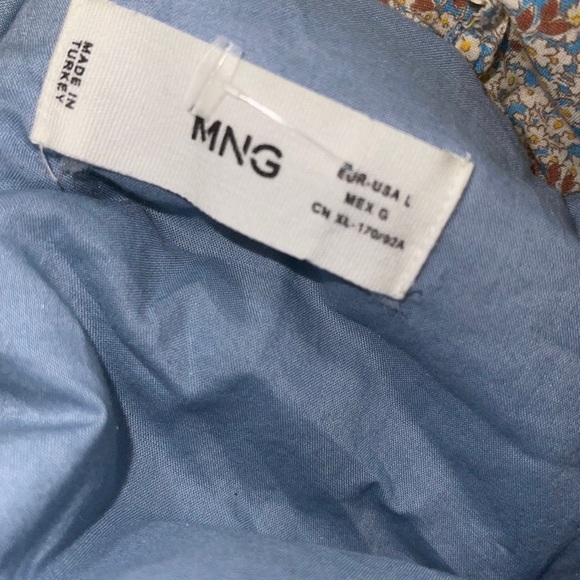 MADE IN
TURKEY
MNG
EUR-USA L
MEX G
CN XL-170/92A